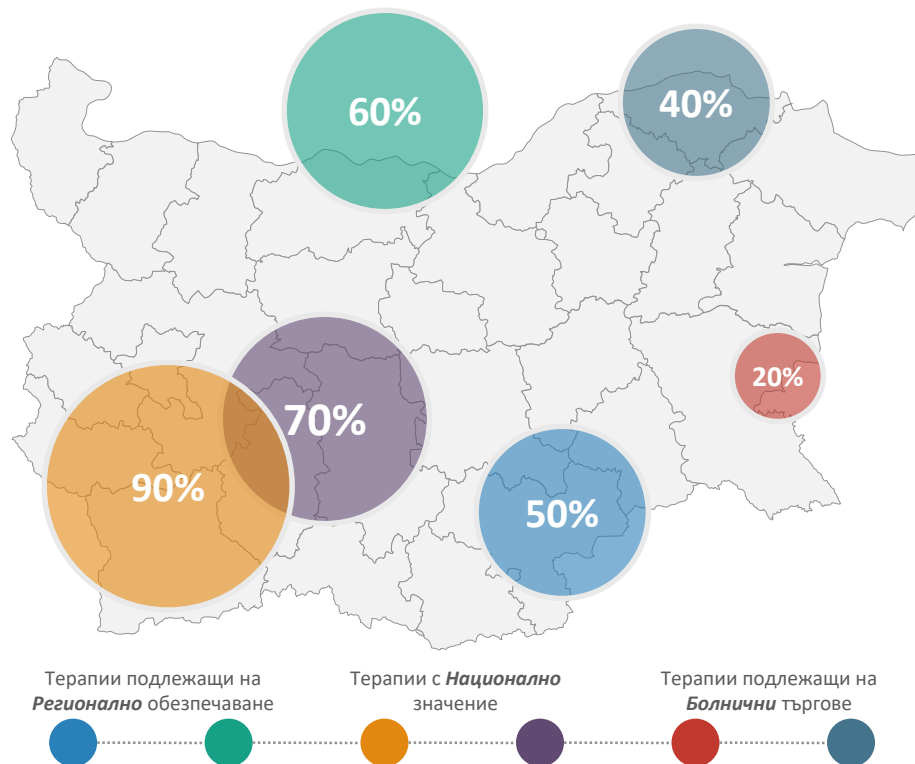 60%
40%
20%
70%
90%
50%
Терапии подлежащи на
Регионално обезпечаване
Терапии с Национално
значение
Терапии подлежащи на
Болнични търгове